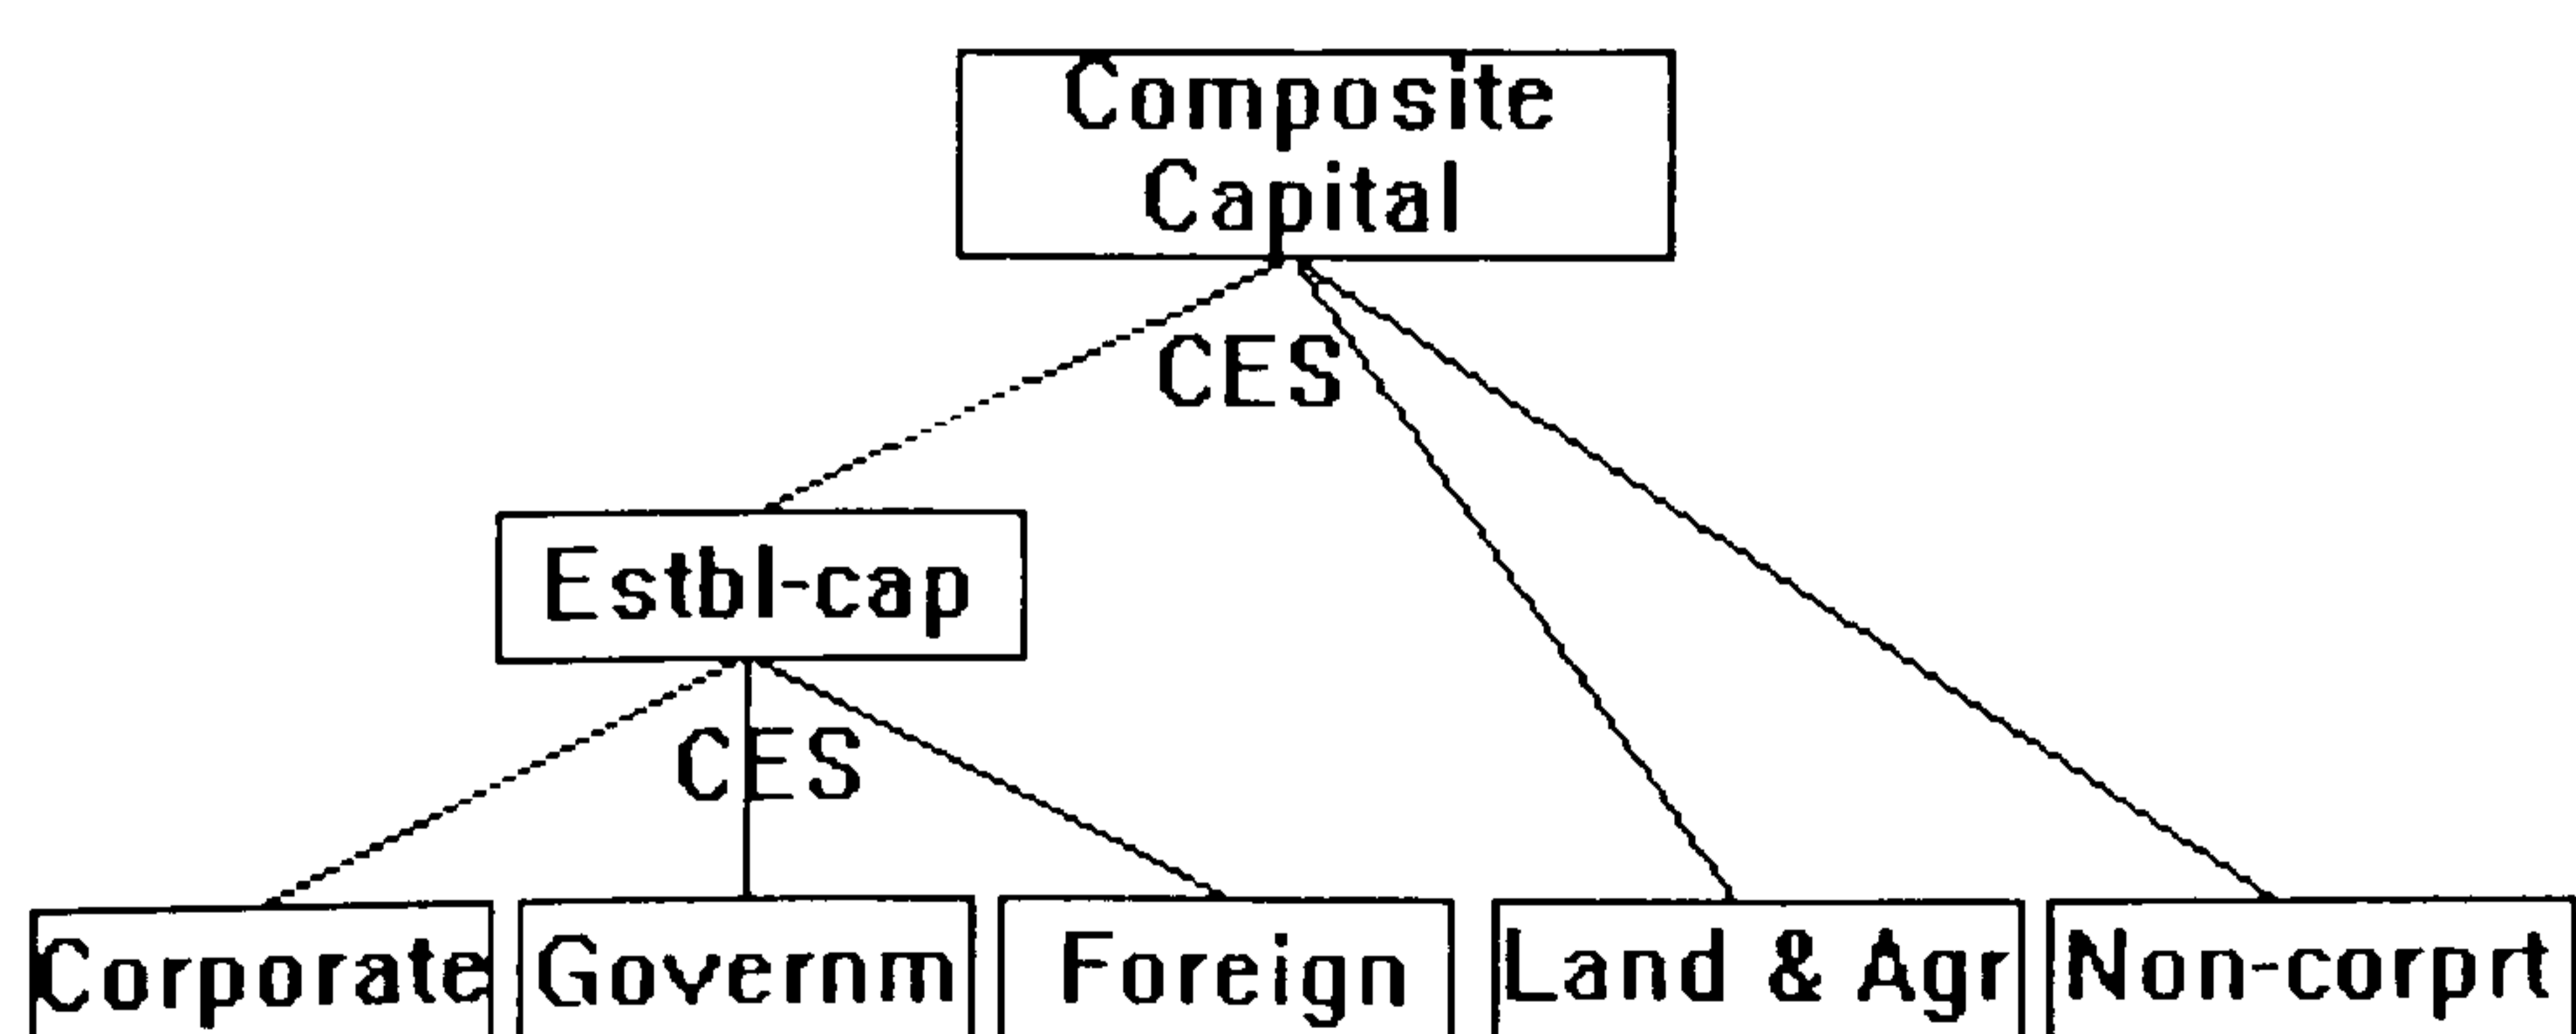 Composite
Capital
CES
Estbl-cap
CES
Corporate
Governm
Foreign
Land & Agr
Non-corprt